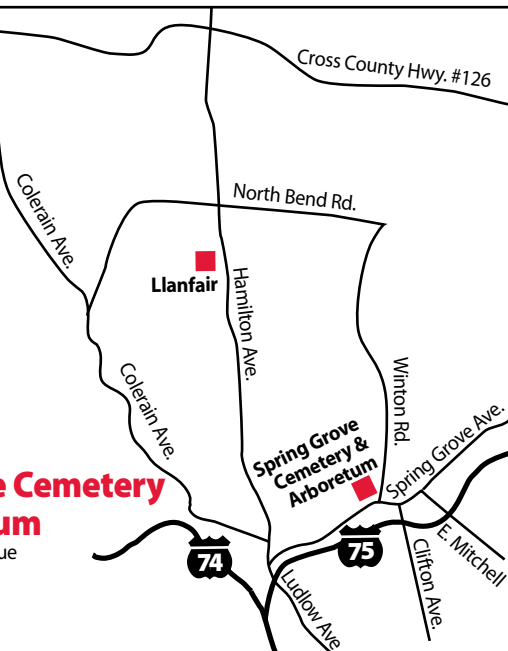 Cross County Hwy. #126
Colerain Ave.
North Bend Rd.
Llanfair
Hamilton Ave.
Colerain Ave.
Winton Rd.
Spring Grove
Cemetery &
Arboretum
Spring Grove Ave.
e Cemetery
um
ue
74
75
E. Mitchell
Clifton Ave.
Ludlow Ave